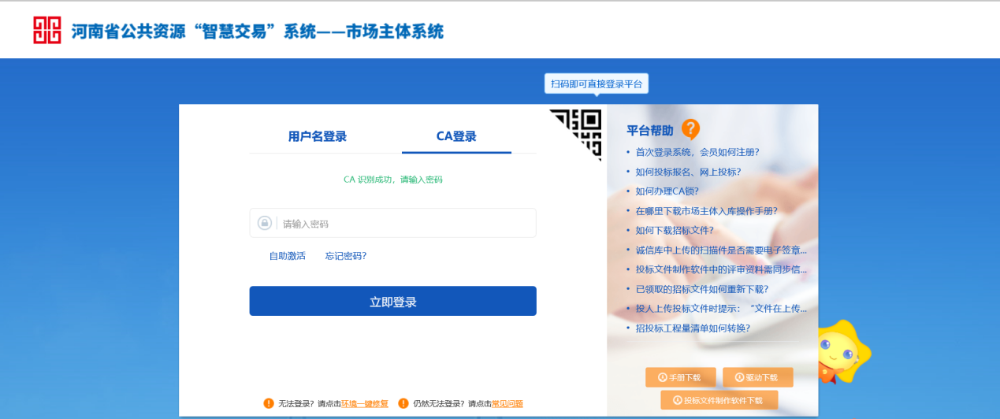 河南省公共资源“智慧交易”系统——市场主体系统
扫码即可直接登录平台
用户名登录 CA登录
CA 识别成功，请输入密码
请输入密码
自助激活 忘记密码?
立即登录
无法登录？请点击环境一键修复 仍然无法登录？请点击常见问题
平台帮助
• 首次登录系统，会员如何注册?
• 如何投标报名、网上投标?
• 如何办理CA锁?
• 在哪里下载市场主体入库操作手册?
• 如何下载招标文件?
• 诚信库中上传的扫描件是否需要电子签章...
• 投标文件制作软件中的评审资料需同步信...
• 已领取的招标文件如何重新下载?
• 投人上传投标文件时提示：“文件在上传...
• 招投标工程量清单如何转换?
手册下载 驱动下载
投标文件制作软件下载